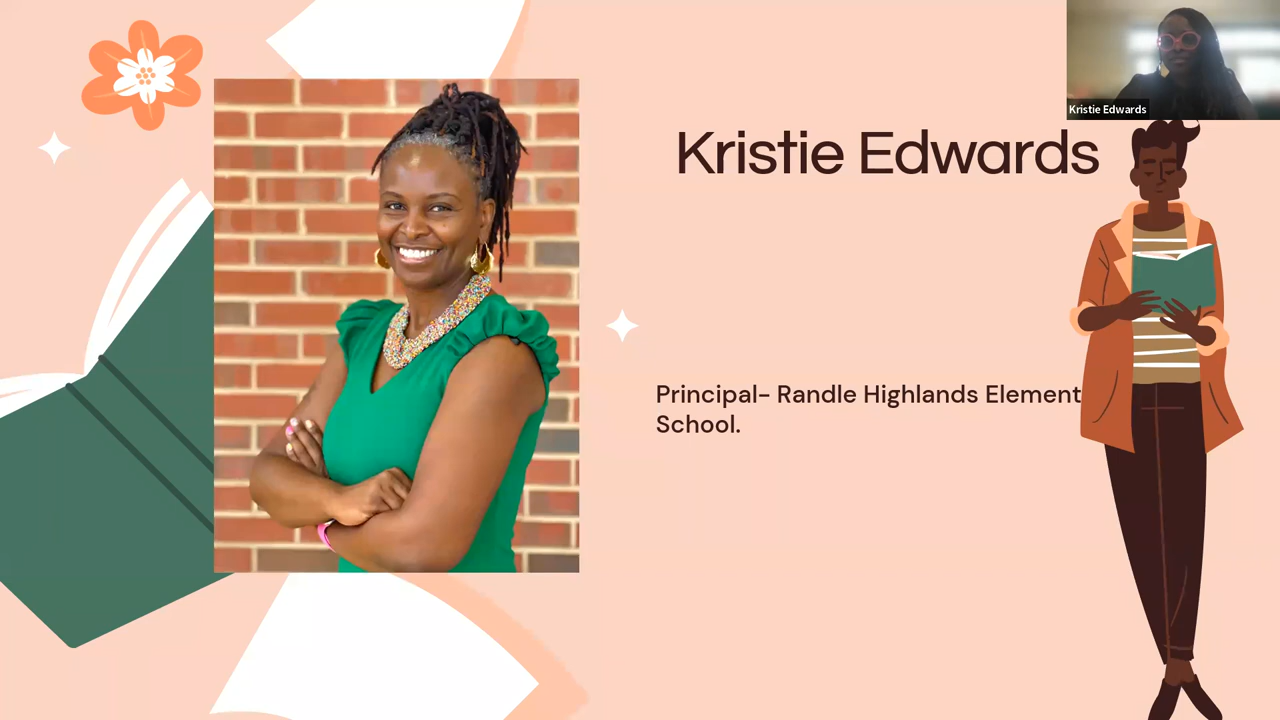 Kristie Edwards
Kristie Edwards
Principal- Randle Highlands Element
School.